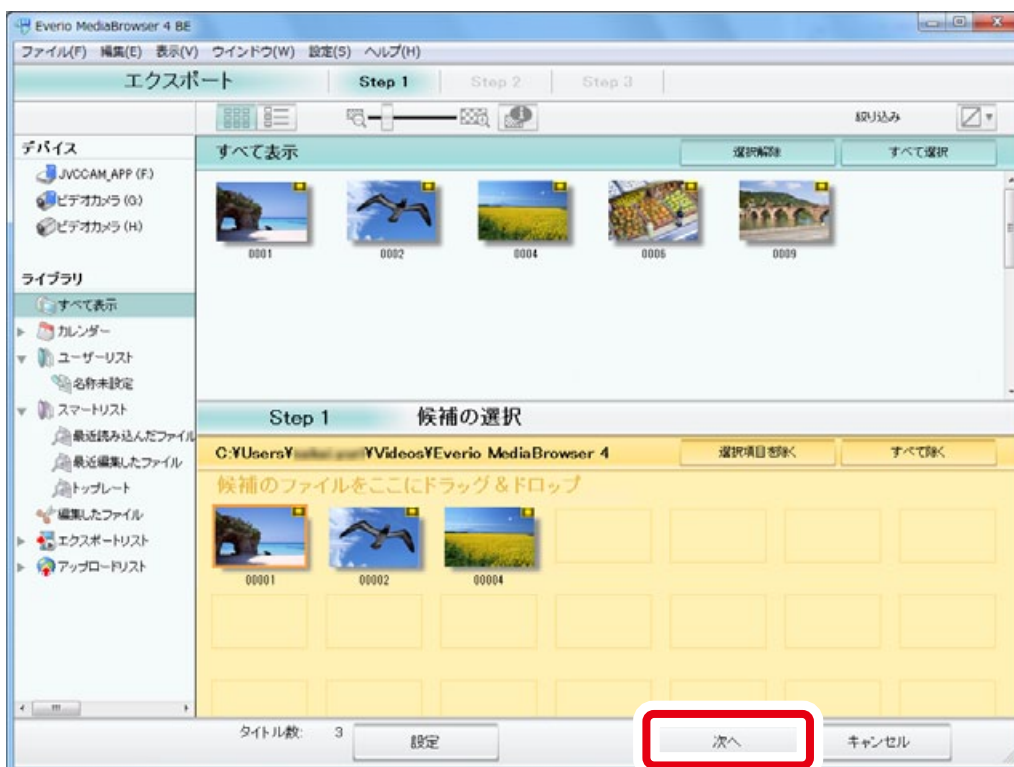 Everio MediaBrowser 4 BE
ファイル(F) 編集(E) 表示(V) ウインドウ(W) 設定(S) ヘルプ(H)
エクスポート Step 1 Step 2 Step 3
絞り込み
デバイス
JVCCAM_APP (F:)
ビデオカメラ (G:)
ビデオカメラ (H:)
ライブラリ
すべて表示
カレンダー
ユーザーリスト
名称未設定
スマートリスト
最近読み込んだファイル
最近編集したファイル
トップレート
編集したファイル
エクスポートリスト
アップロードリスト
すべて表示 選択解除 すべて選択
0001 0002 0004 0006 0009
Step 1 候補の選択
C:¥Users¥ ¥Videos¥Everio MediaBrowser 4 選択項目を除く すべて除く
候補のファイルをここにドラッグ&ドロップ
00001 00002 00004
タイトル数: 3 設定 次へ キャンセル